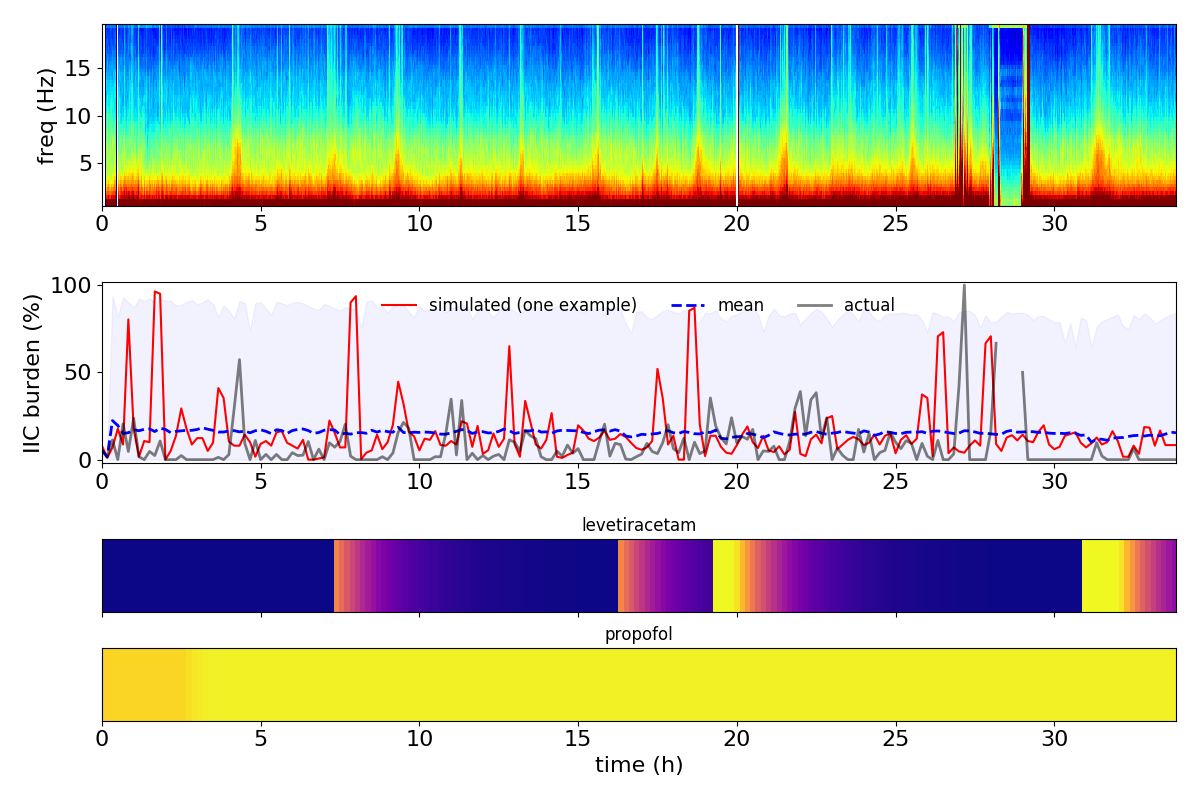 freq (Hz)
15
10
5
0 5 10 15 20 25 30
IIC burden (%)
100
50
0
simulated (one example) mean actual
0 5 10 15 20 25 30
levetiracetam
propofol
0 5 10 15 20 25 30
time (h)